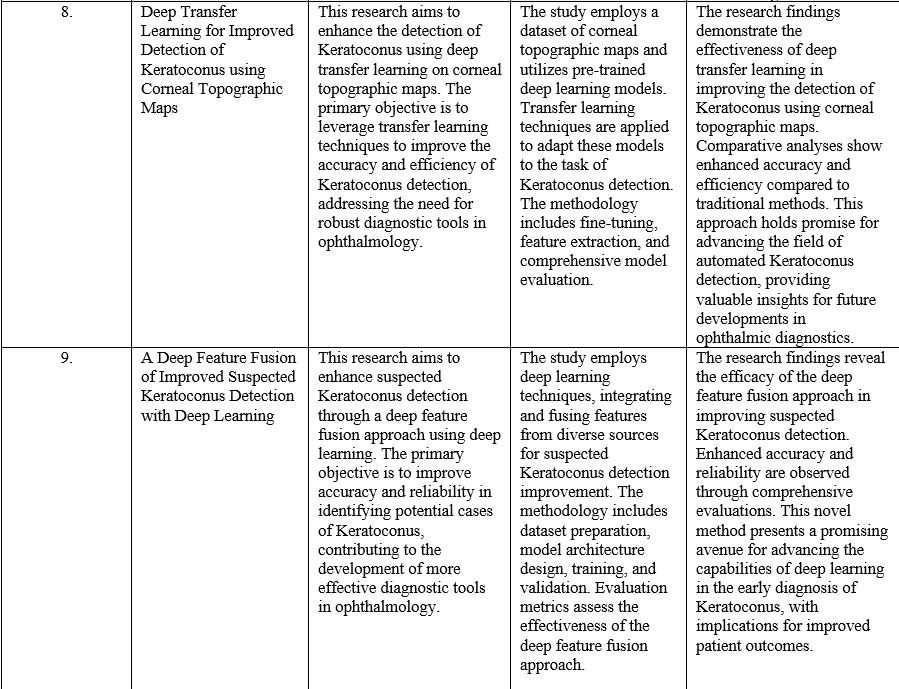 8.
Deep Transfer
Learning for Improved
Detection of
Keratoconus using
Corneal Topographic
Maps
This research aims to
enhance the detection of
Keratoconus using deep
transfer learning on corneal
topographic maps. The
primary objective is to
leverage transfer learning
techniques to improve the
accuracy and efficiency of
Keratoconus detection,
addressing the need for
robust diagnostic tools in
ophthalmology.
The study employs a
dataset of corneal
topographic maps and
utilizes pre-trained
deep learning models.
Transfer learning
techniques are applied
to adapt these models
to the task of
Keratoconus detection.
The methodology
includes fine-tuning,
feature extraction, and
comprehensive model
evaluation.
The research findings
demonstrate the
effectiveness of deep
transfer learning in
improving the detection of
Keratoconus using corneal
topographic maps.
Comparative analyses show
enhanced accuracy and
efficiency compared to
traditional methods. This
approach holds promise for
advancing the field of
automated Keratoconus
detection, providing
valuable insights for future
developments in
ophthalmic diagnostics.
9.
A Deep Feature Fusion
of Improved Suspected
Keratoconus Detection
with Deep Learning
This research aims to
enhance suspected
Keratoconus detection
through a deep feature
fusion approach using deep
learning. The primary
objective is to improve
accuracy and reliability in
identifying potential cases
of Keratoconus,
contributing to the
development of more
effective diagnostic tools
in ophthalmology.
The study employs
deep learning
techniques, integrating
and fusing features
from diverse sources
for suspected
Keratoconus detection
improvement. The
methodology includes
dataset preparation,
model architecture
design, training, and
validation. Evaluation
metrics assess the
effectiveness of the
deep feature fusion
approach.
The research findings reveal
the efficacy of the deep
feature fusion approach in
improving suspected
Keratoconus detection.
Enhanced accuracy and
reliability are observed
through comprehensive
evaluations. This novel
method presents a promising
avenue for advancing the
capabilities of deep learning
in the early diagnosis of
Keratoconus, with
implications for improved
patient outcomes.